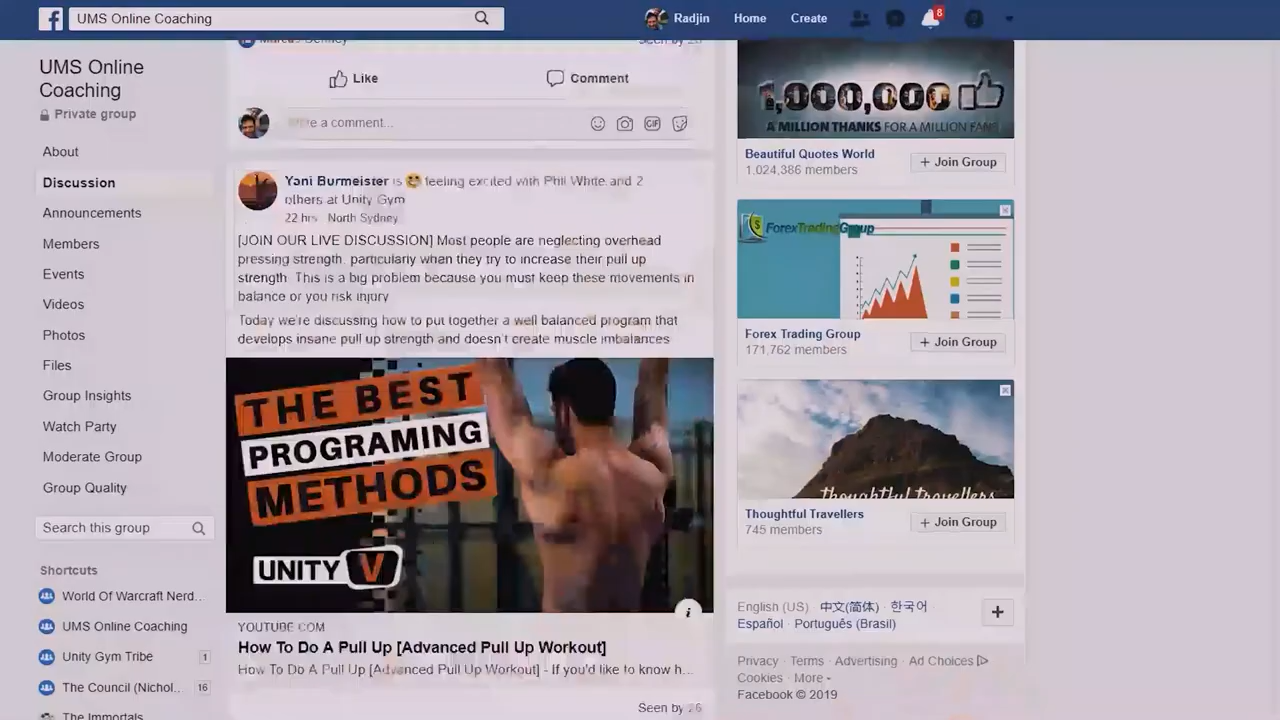 UMS Online Coaching
Radjin
Home
Create
8
UMS Online
Coaching
Private group
About
Discussion
Announcements
Members
Events
Videos
Photos
Files
Group Insights
Watch Party
Moderate Group
Group Quality
Search this group
Shortcuts
World Of Warcraft Nerd...
UMS Online Coaching
Unity Gym Tribe 1
The Council (Nichol... 16
The Immortals
Seen by
Like
Comment
a comment...
GIF
Yani Burmeister is feeling excited with Phil White and 2
others at Unity Gym
22 hrs · North Sydney
[JOIN OUR LIVE DISCUSSION] Most people are neglecting overhead
pressing strength, particularly when they try to increase their pull up
strength. This is a big problem because you must keep these movements in
balance or you risk injury
Today we're discussing how to put together a well balanced program that
develops insane pull up strength and doesn't create muscle imbalances
THE BEST
PROGRAMING
METHODS
UNITY V
YOUTUBE.COM
How To Do A Pull Up [Advanced Pull Up Workout]
How To Do A Pull Up [Advanced Pull Up Workout] - If you'd like to know h...
Seen by 26
1,000,000
A MILLION THANKS FOR A MILLION FANS
Beautiful Quotes World
1,024,386 members
+ Join Group
ForexTradingGroup
Forex Trading Group
171,762 members
+ Join Group
thoughtful travellers
Thoughtful Travellers
745 members
+ Join Group
English (US) · 中文(简体) · 한국어 ·
Español · Português (Brasil)
Privacy · Terms · Advertising · Ad Choices
Cookies · More
Facebook © 2019